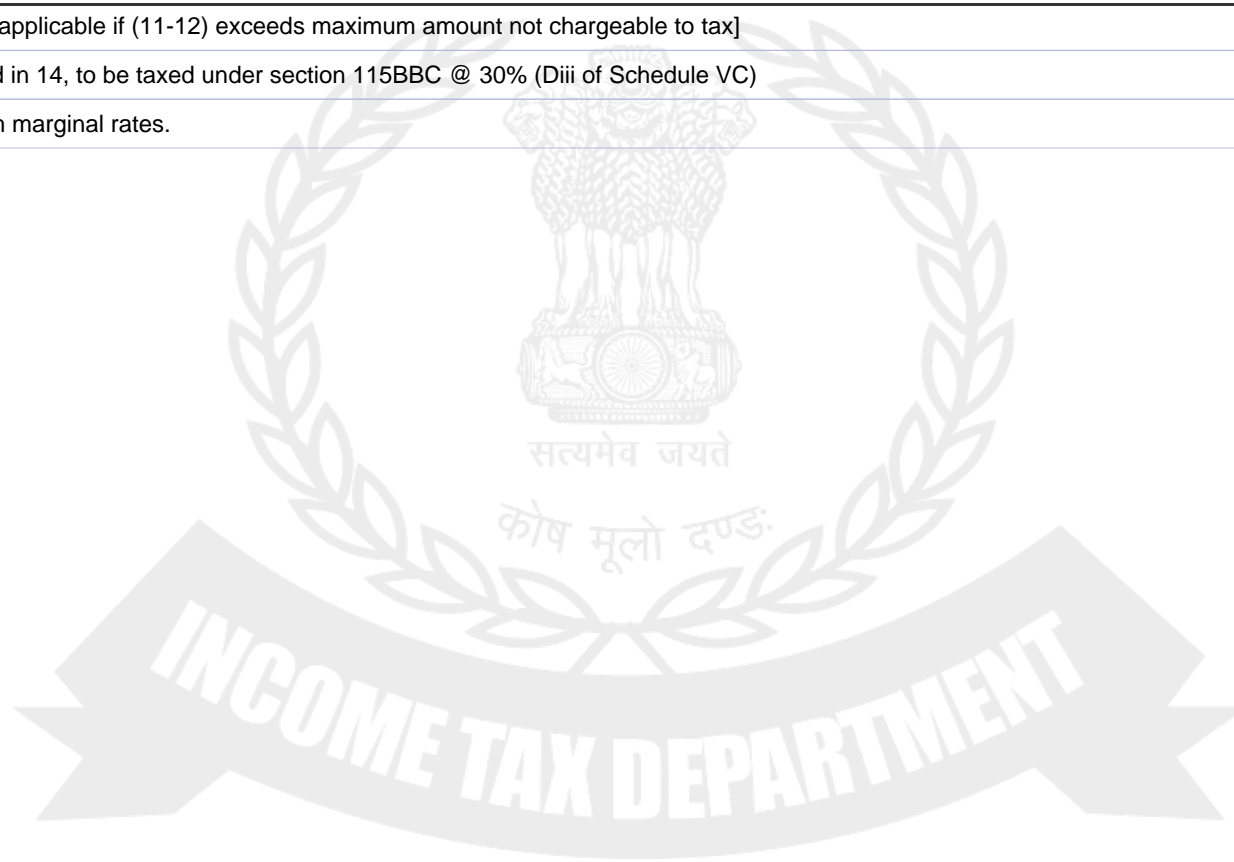 applicable if (11-12) exceeds maximum amount not chargeable to tax]
d in 14, to be taxed under section 115BBC @ 30% (Diii of Schedule VC)
n marginal rates.
सत्यमेव जयते
कोष मूलो दण्ड:
INCOME TAX DEPARTMENT